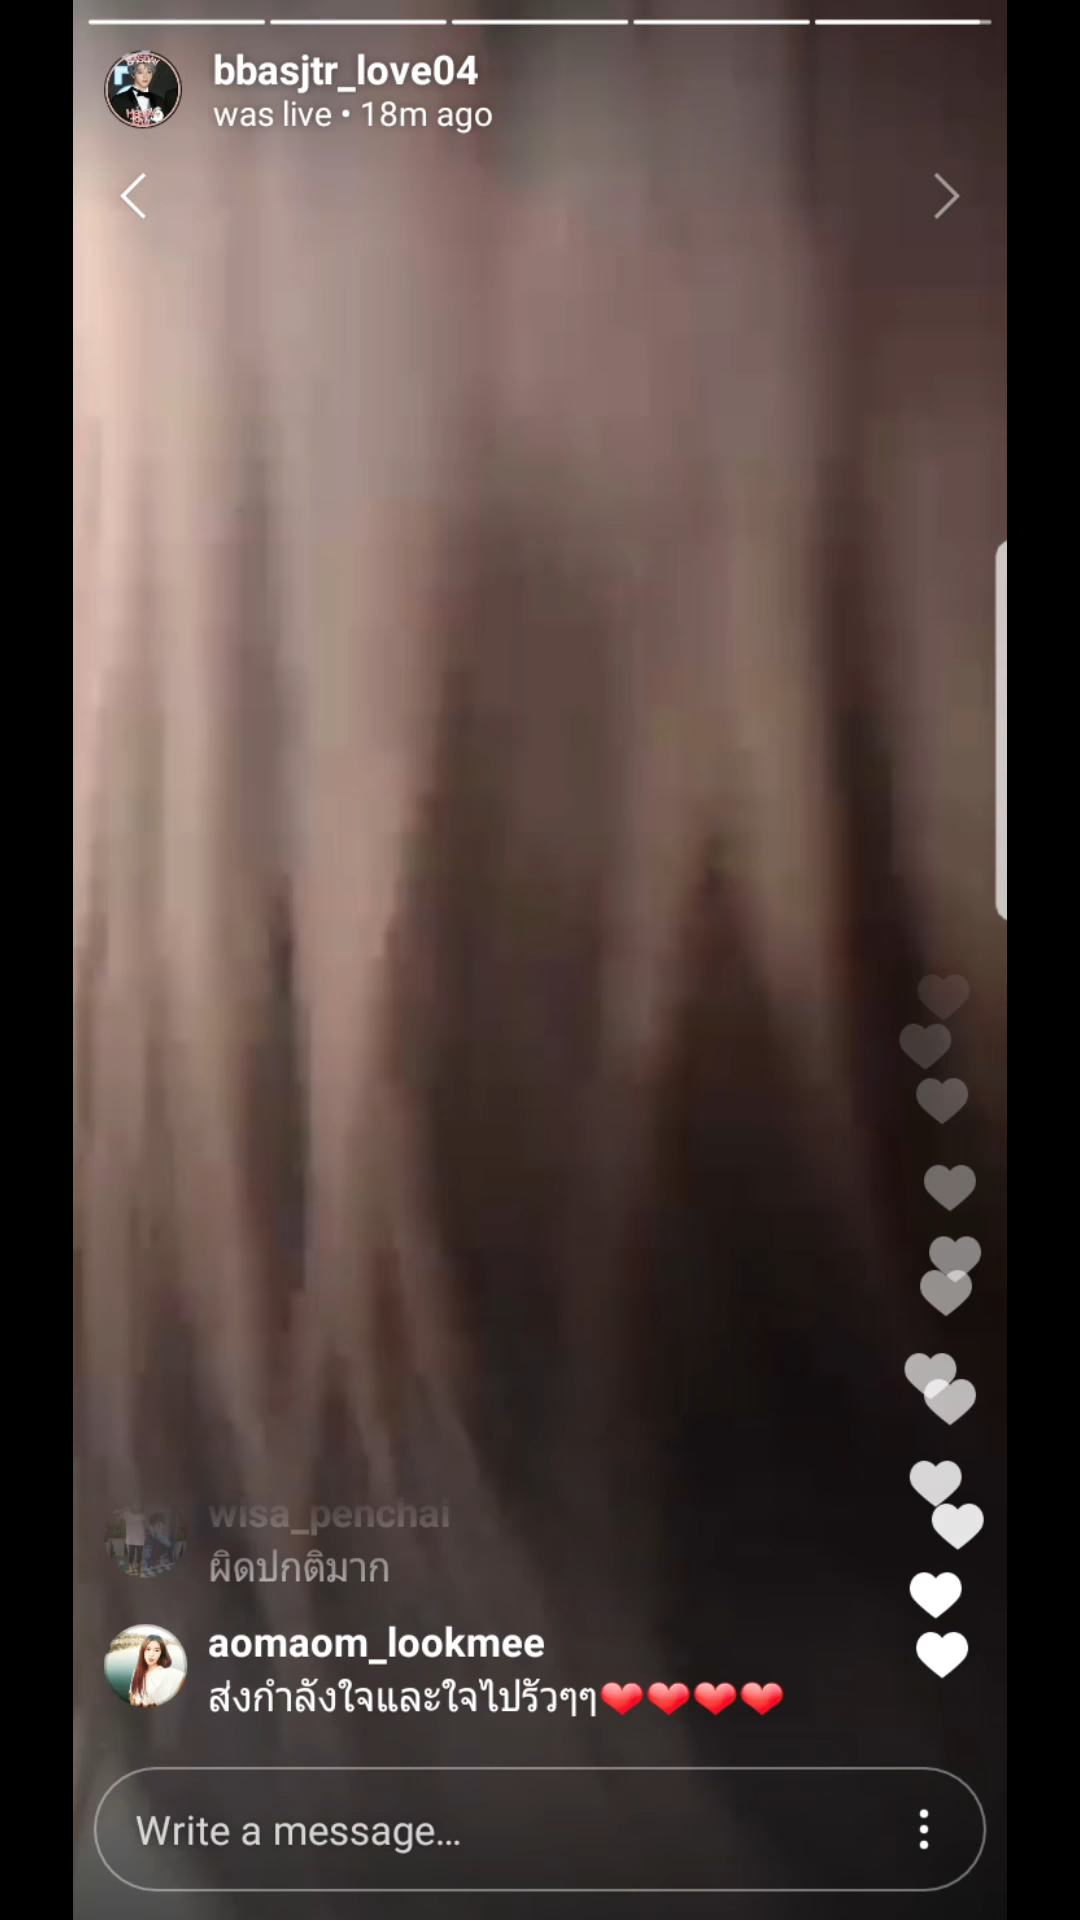 bbasjtr_love04
was live • 18m ago
wisa_penchai
ผิดปกติมาก
aomaom_lookmee
ส่งกำลังใจและใจไปรัวๆๆ❤❤❤❤
Write a message...